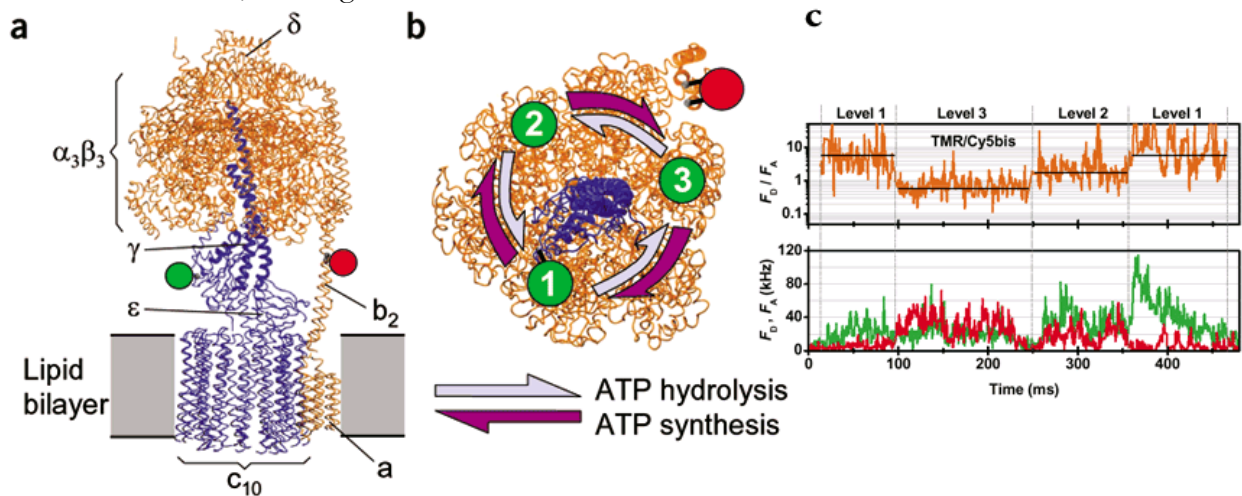 a
δ
α3β3
γ
ε
b2
Lipid
bilayer
a
c10
b
2
3
1
ATP hydrolysis
ATP synthesis
c
Level 1 Level 3 Level 2 Level 1
TMR/Cy5bis
FD / FA
10
1
0.1
FD , FA (kHz)
120
80
40
0
100 200 300 400
Time (ms)